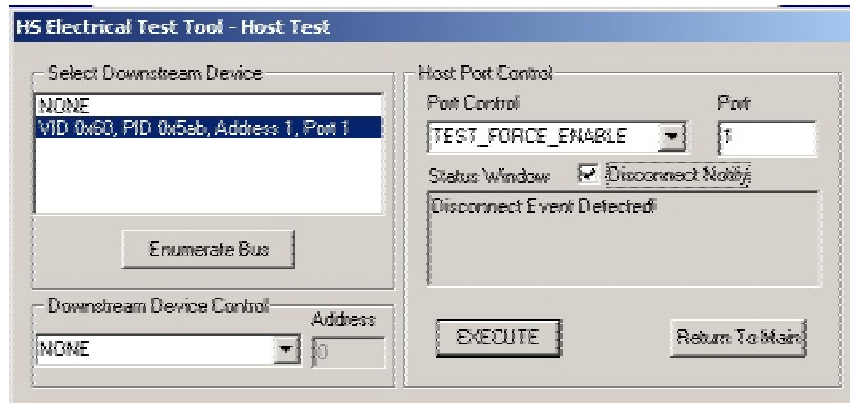 HS Electrical Test Tool - Host Test
Select Downstream Device
NONE
VID 0x63, PID 0x5ab, Address 1, Port 1
Enumerate Bus
Downstream Device Control
Address
NONE
0
Host Port Control
Port Control
Port
TEST_FORCE_ENABLE
1
Status Window
Disconnect Notify
Disconnect Event Detected!
EXECUTE
Return To Main